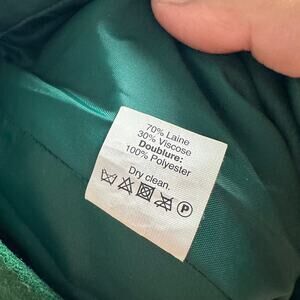 70% Laine
30% Viscose
Doublure:
100% Polyester
Dry clean.
P